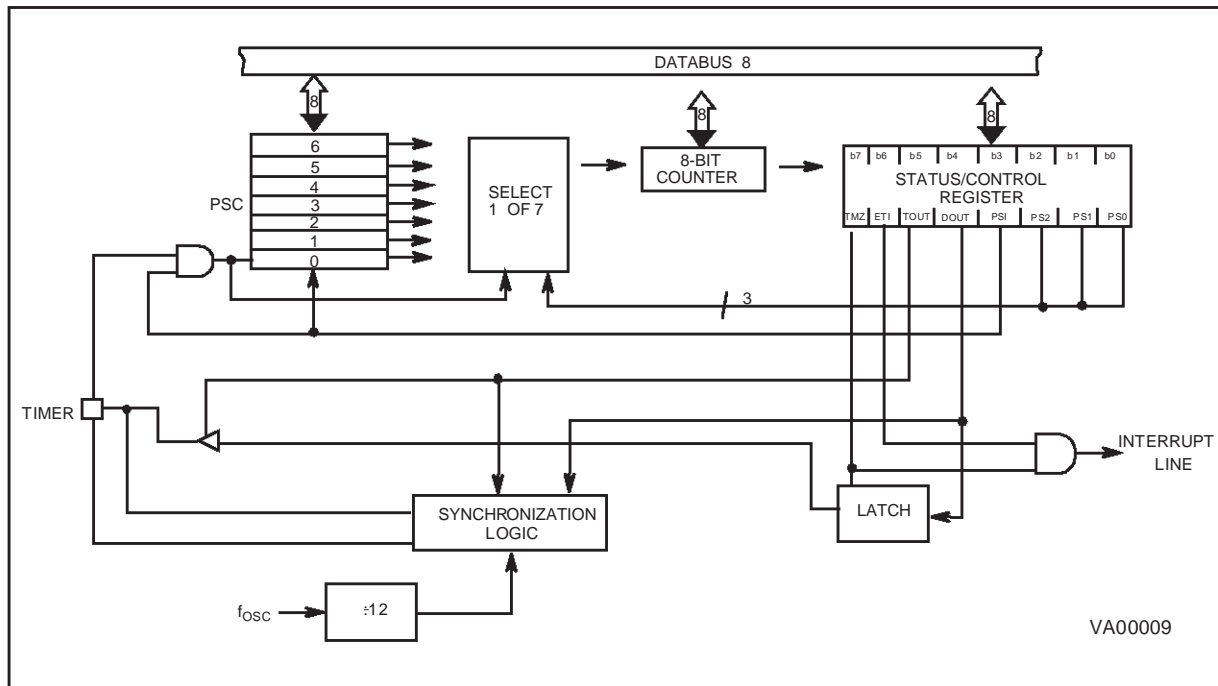 DATABUS 8
8
8
8
6
5
4
3
2
1
0
PSC
SELECT
1 OF 7
8-BIT
COUNTER
b7 b6 b5 b4 b3 b2 b1 b0
STATUS/CONTROL
REGISTER
TMZ ETI TOUT DOUT PSI PS2 PS1 PS0
3
TIMER
SYNCHRONIZATION
LOGIC
LATCH
INTERRUPT
LINE
fOSC
÷12
VA00009